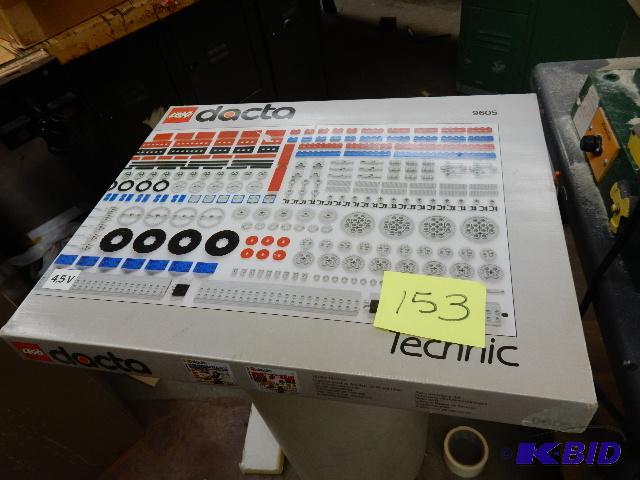 LEGO dacta
9605
4,5V
153
Technic
LEGO dacta
K-BID